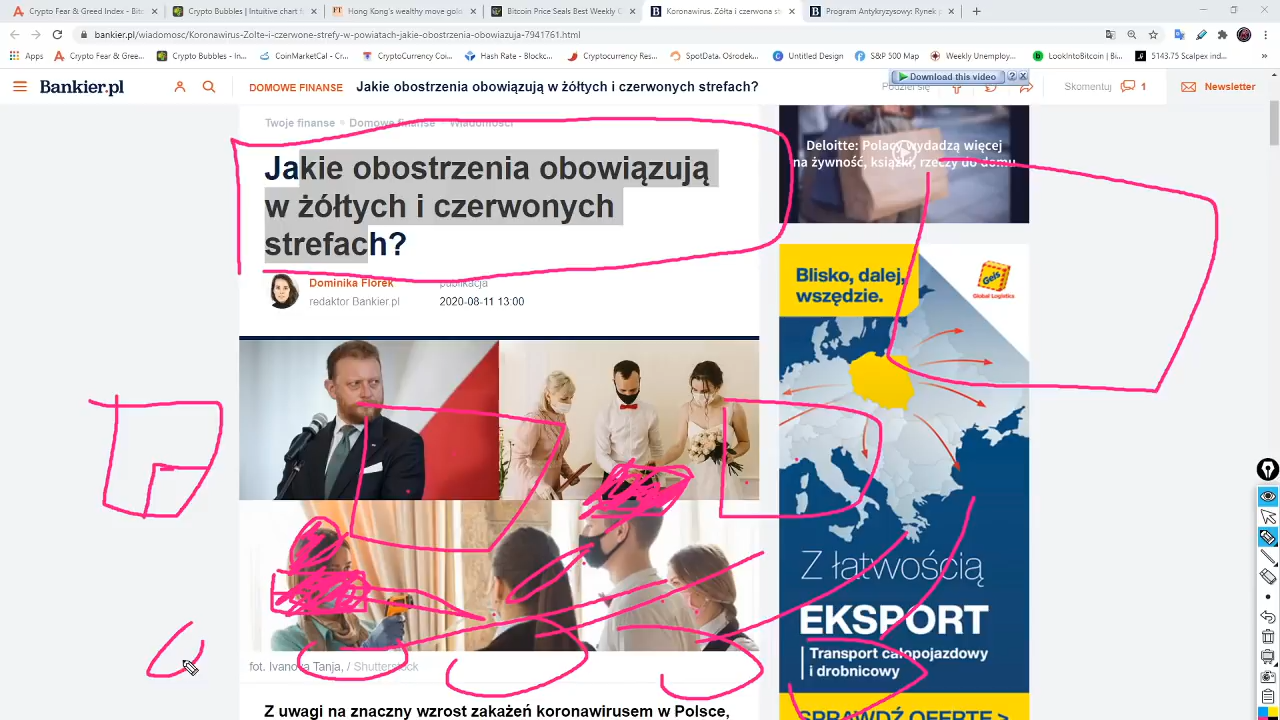 Crypto Fear & Greed Index -
Crypto Bubbles | Intuitive chart f
Hong Kong's wealthy move gold
Bitcoin Price Seals Best Weekly C
Koronawirus. Żółta i czerwona st
Program Antykryzysowy: Rynek p
bankier.pl/wiadomosc/Koronawirus-Zolte-i-czerwone-strefy-w-powiatach-jakie-obostrzenia-obowiazuja-7941761.html
Apps
Crypto Fear & Gree...
Crypto Bubbles - In...
CoinMarketCal - Cr...
CryptoCurrency Co...
Hash Rate - Blockc...
Cryptocurrency Res...
SpotData. Ośrodek...
Untitled Design
S&P 500 Map
Weekly Unemploy...
LookIntoBitcoin | Bi...
5143.75 Scalpex ind...
Bankier.pl
DOMOWE FINANSE
Jakie obostrzenia obowiązują w żółtych i czerwonych strefach?
Download this video
Podziel się
Skomentuj
1
Newsletter
Twoje finanse
Domowe finanse
Wiadomości
Jakie obostrzenia obowiązują
w żółtych i czerwonych
strefach?
Dominika Florek
redaktor Bankier.pl
publikacja
2020-08-11 13:00
Deloitte: Polacy wydadzą więcej
na żywność, książki, rzeczy do domu
Blisko, dalej,
wszędzie.
Geis
Global Logistics
Z łatwością
EKSPORT
Transport całopojazdowy
i drobnicowy
SPRAWDŹ OFERTĘ >
fot. Ivanova Tanja, / Shutterstock
Z uwagi na znaczny wzrost zakażeń koronawirusem w Polsce,